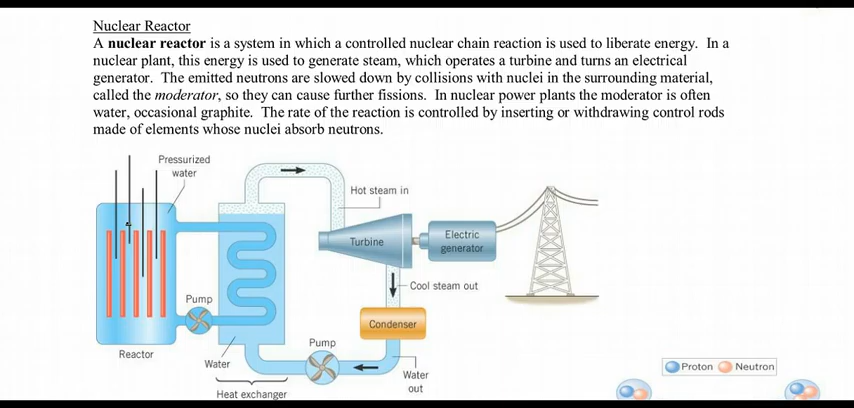 Nuclear Reactor
A nuclear reactor is a system in which a controlled nuclear chain reaction is used to liberate energy. In a
nuclear plant, this energy is used to generate steam, which operates a turbine and turns an electrical
generator. The emitted neutrons are slowed down by collisions with nuclei in the surrounding material,
called the moderator, so they can cause further fissions. In nuclear power plants the moderator is often
water, occasional graphite. The rate of the reaction is controlled by inserting or withdrawing control rods
made of elements whose nuclei absorb neutrons.
Pressurized
water
Hot steam in
Turbine
Electric
generator
Cool steam out
Pump
Condenser
Pump
Reactor
Water
Water
out
Heat exchanger
Proton
Neutron